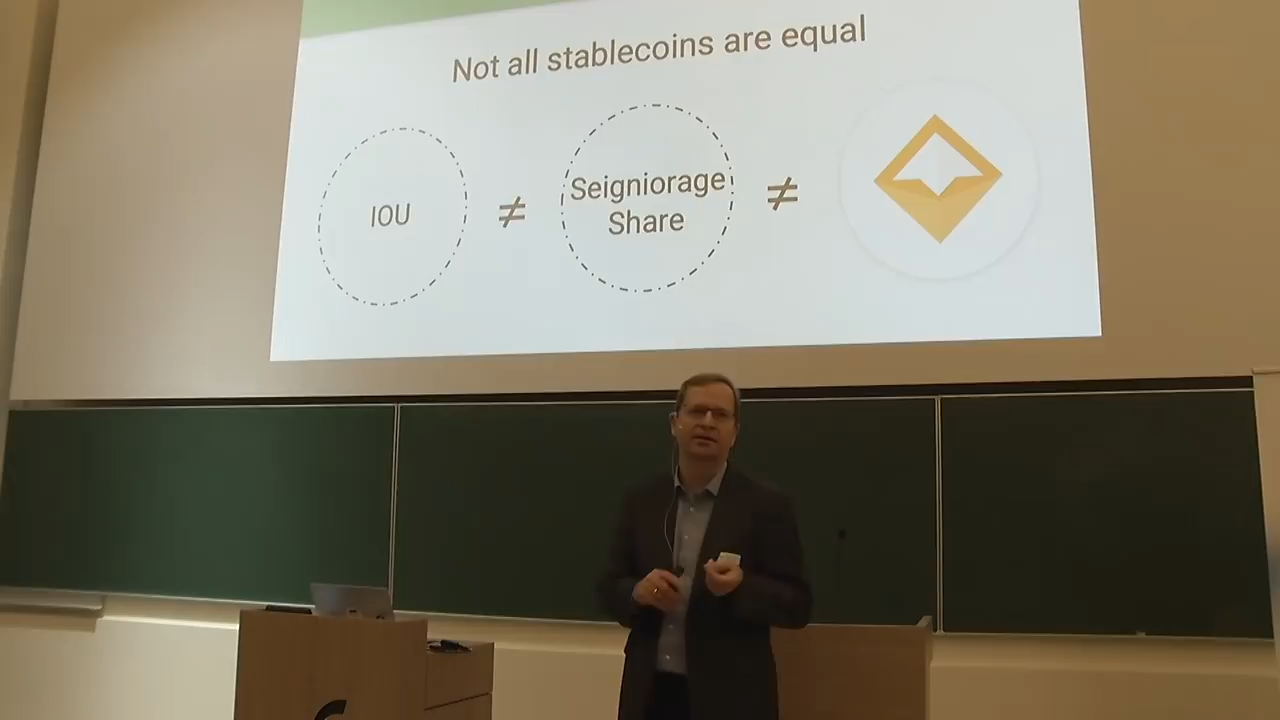 Not all stablecoins are equal
IOU
≠
Seigniorage
Share
≠